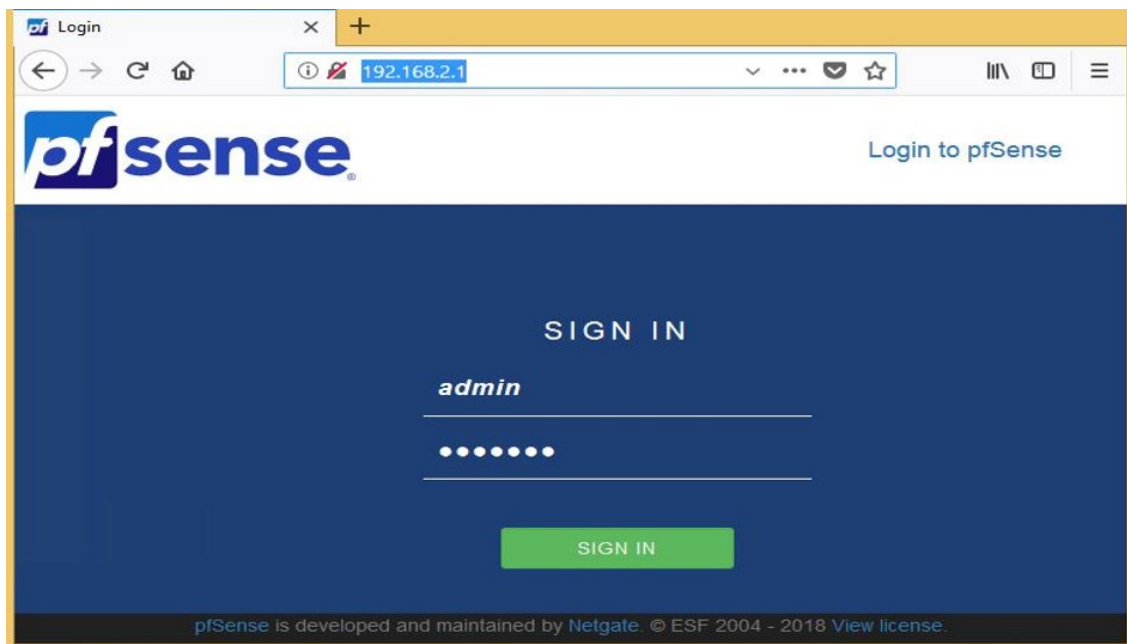 pf Login
192.168.2.1
pfsense®
Login to pfSense
SIGN IN
admin
•••••••
SIGN IN
pfSense is developed and maintained by Netgate. © ESF 2004 - 2018 View license.